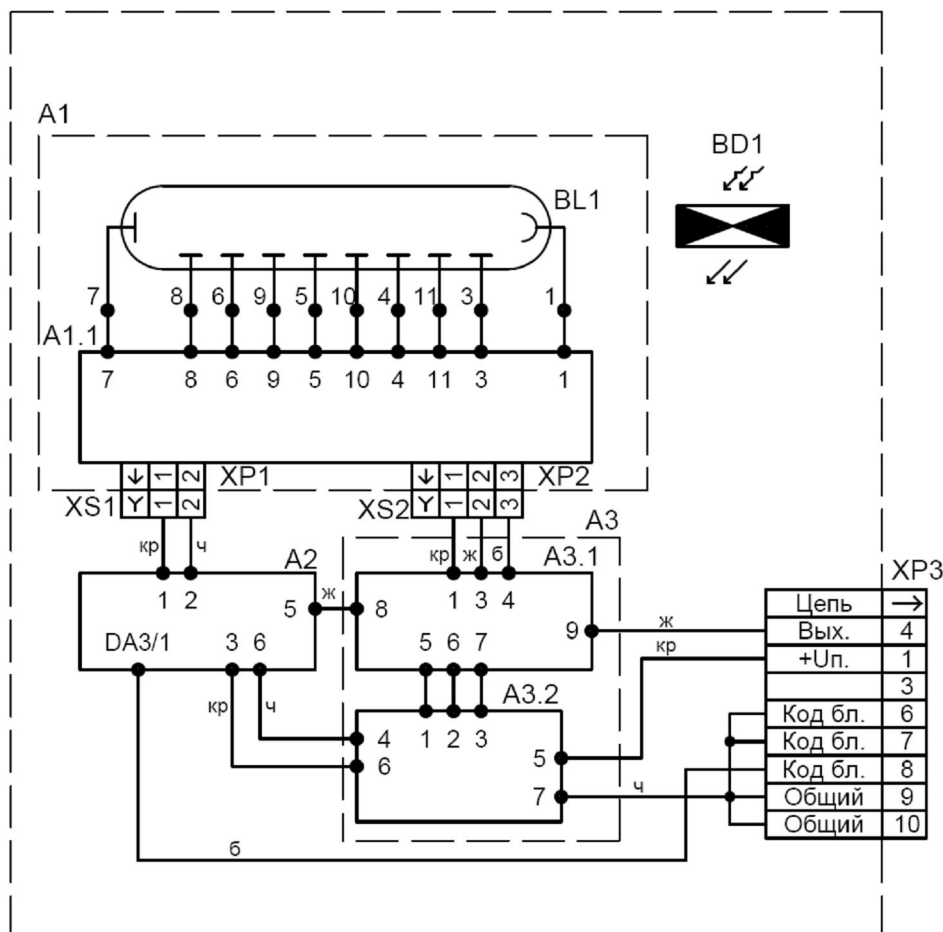 A1
BD1
BL1
7 8 6 9 5 10 4 11 3 1
A1.1
7 8 6 9 5 10 4 11 3 1
1 2 XP1 1 2 3 XP2
XS1 Y 1 2 XS2 Y 1 2 3
A3
кр ч кр ж б
A2 A3.1
XP3
1 2 1 3 4
5 ж 8
Цепь
9 ж Вых. 4
DA3/1 3 6 5 6 7
кр +Uп. 1
3
кр ч A3.2
Код бл. 6
4 1 2 3
Код бл. 7
6 5
Код бл. 8
7 ч Общий 9
Общий 10
б